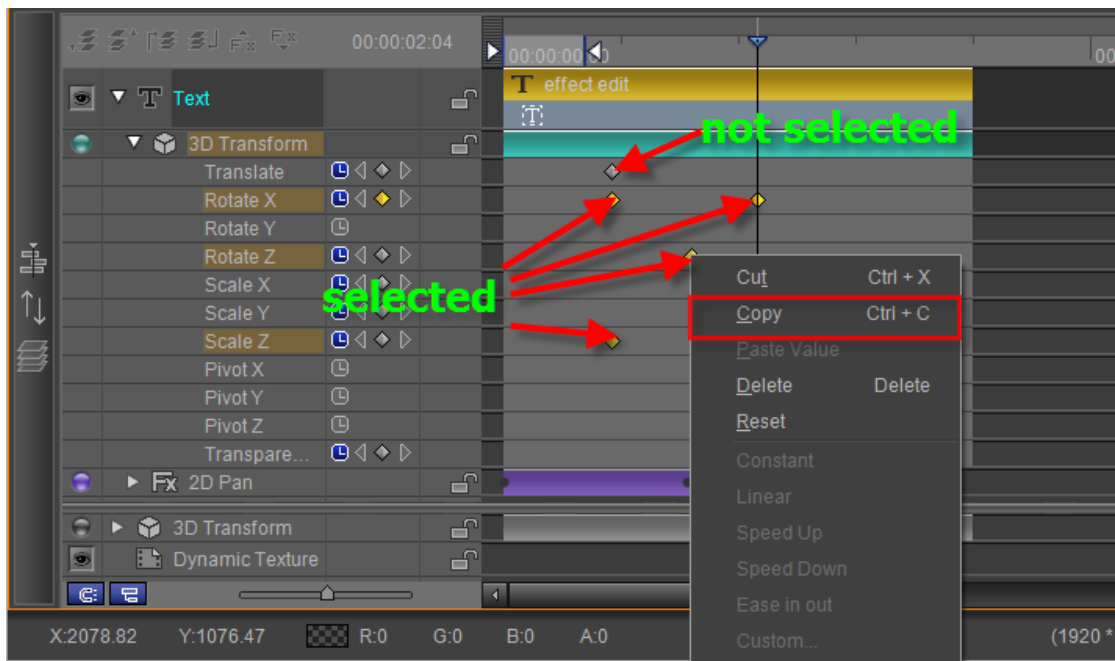 00:00:02:04
00:00:00
00
Text
T effect edit
not selected
3D Transform
Translate
Rotate X
Rotate Y
Rotate Z
Scale X
selected
Scale Y
Scale Z
Pivot X
Pivot Y
Pivot Z
Transpare...
Cut Ctrl + X
Copy Ctrl + C
Paste Value
Delete Delete
Reset
Constant
Linear
Speed Up
Speed Down
Ease in out
Custom...
Fx 2D Pan
3D Transform
Dynamic Texture
X:2078.82 Y:1076.47 R:0 G:0 B:0 A:0 (1920 *